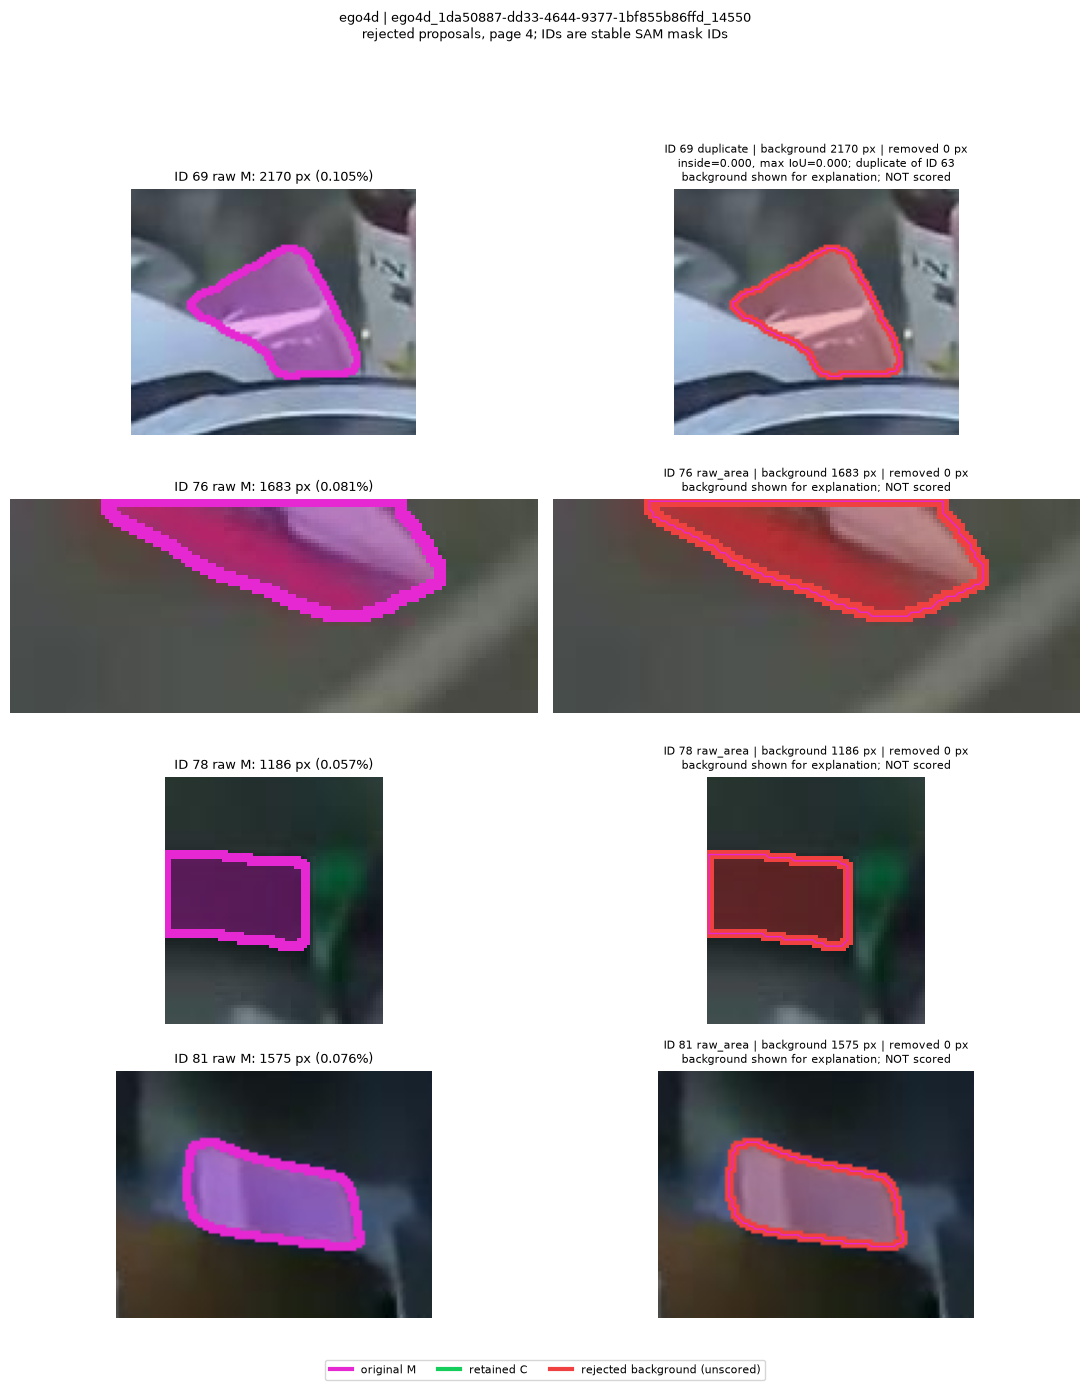 ego4d | ego4d_1da50887-dd33-4644-9377-1bf855b86ffd_14550
rejected proposals, page 4; IDs are stable SAM mask IDs
ID 69 raw M: 2170 px (0.105%)
ID 69 duplicate | background 2170 px | removed 0 px
inside=0.000, max IoU=0.000; duplicate of ID 63
background shown for explanation; NOT scored
ID 76 raw M: 1683 px (0.081%)
ID 76 raw_area | background 1683 px | removed 0 px
background shown for explanation; NOT scored
ID 78 raw M: 1186 px (0.057%)
ID 78 raw_area | background 1186 px | removed 0 px
background shown for explanation; NOT scored
ID 81 raw M: 1575 px (0.076%)
ID 81 raw_area | background 1575 px | removed 0 px
background shown for explanation; NOT scored
original M
retained C
rejected background (unscored)